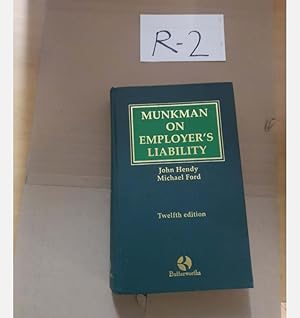 R-2
MUNKMAN
ON
EMPLOYER'S
LIABILITY
John Hendy
Michael Ford
Twelfth edition
Butterworths